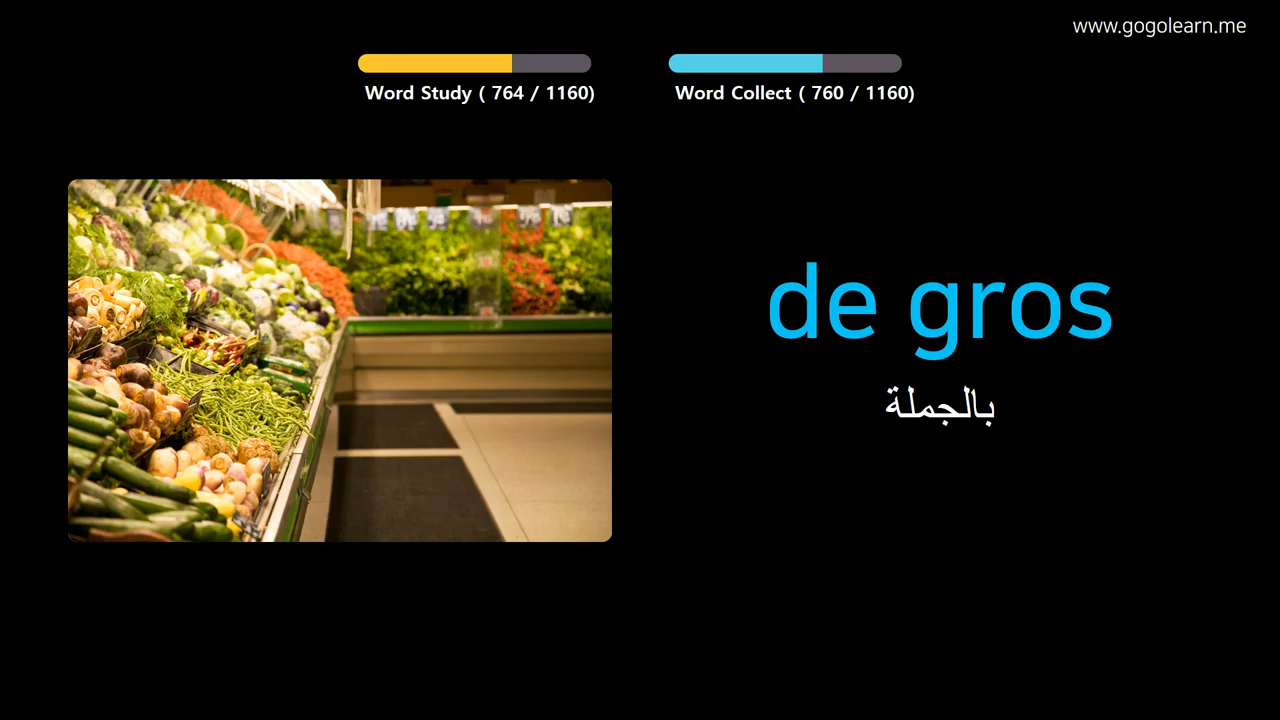 www.gogolearn.me
Word Study ( 764 / 1160)
Word Collect ( 760 / 1160)
de gros
بالجملة